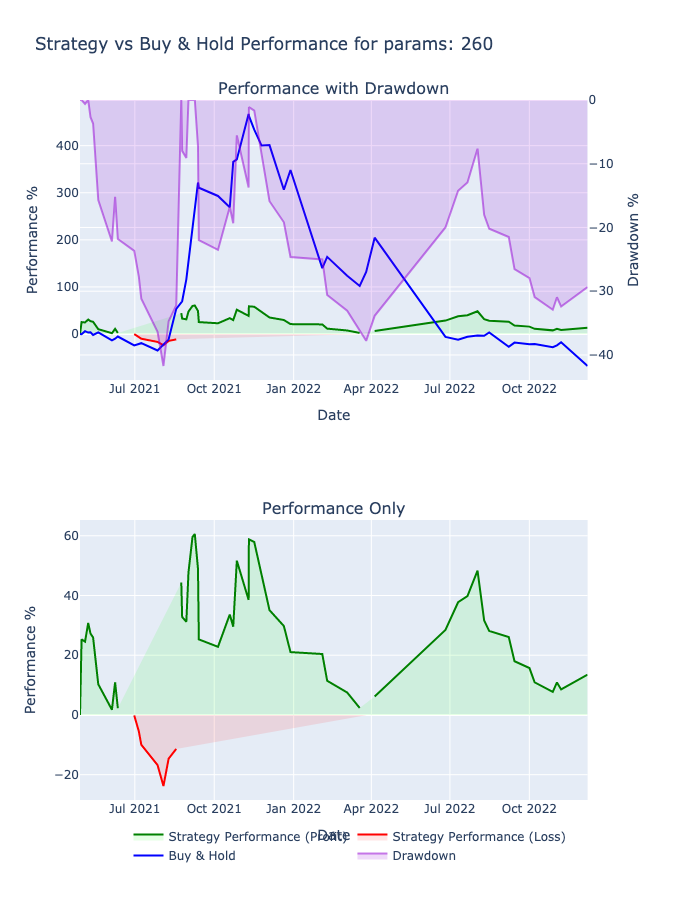 Strategy vs Buy & Hold Performance for params: 260
Performance with Drawdown
400
300
200
100
0
Performance %
0
−10
−20
−30
−40
Drawdown %
Jul 2021 Oct 2021 Jan 2022 Apr 2022 Jul 2022 Oct 2022
Date
Performance Only
60
40
20
0
−20
Performance %
Jul 2021 Oct 2021 Jan 2022 Apr 2022 Jul 2022 Oct 2022
Date
Strategy Performance (Profit) Strategy Performance (Loss)
Buy & Hold Drawdown